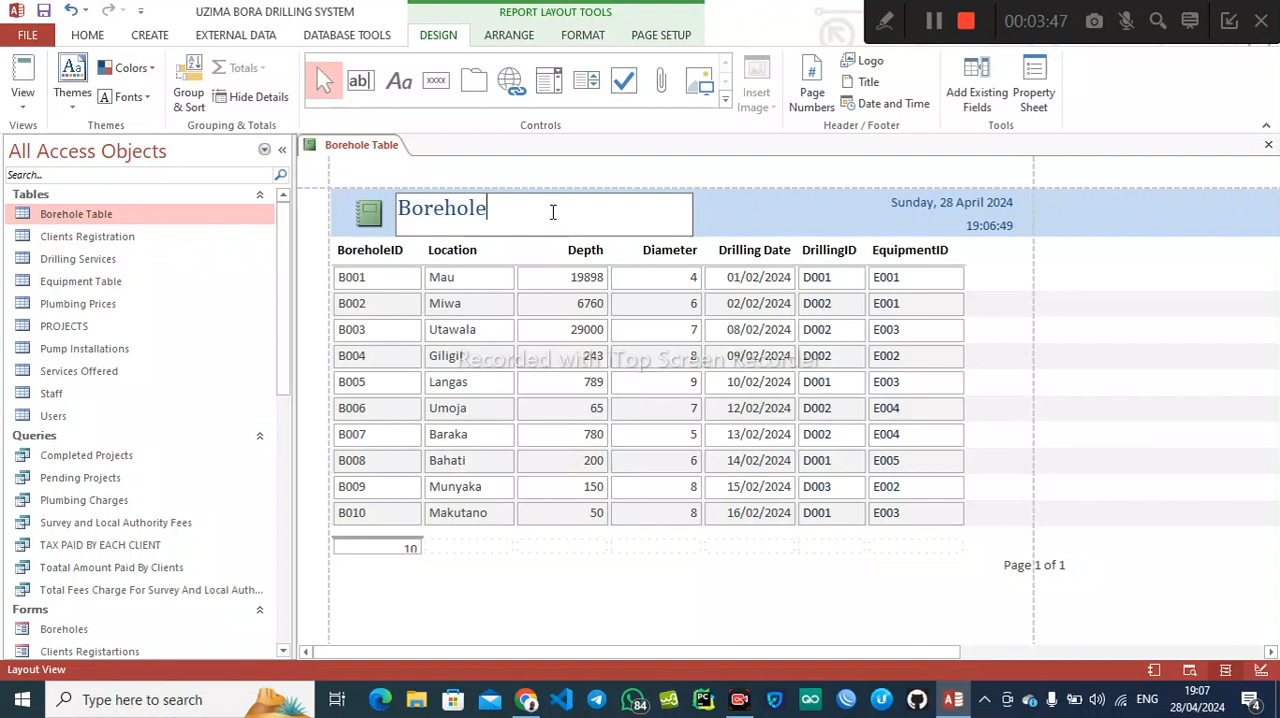 UZIMA BORA DRILLING SYSTEM
REPORT LAYOUT TOOLS
00:03:47
FILE HOME CREATE EXTERNAL DATA DATABASE TOOLS DESIGN ARRANGE FORMAT PAGE SETUP
View
Views
Themes
Colors
Fonts
Themes
Group & Sort
Totals
Hide Details
Grouping & Totals
ab|
Aa
xxxx
Controls
Insert Image
Page Numbers
Logo
Title
Date and Time
Header / Footer
Add Existing Fields
Property Sheet
Tools
All Access Objects
Search...
Tables
Borehole Table
Clients Registration
Drilling Services
Equipment Table
Plumbing Prices
PROJECTS
Pump Installations
Services Offered
Staff
Users
Queries
Completed Projects
Pending Projects
Plumbing Charges
Survey and Local Authority Fees
TAX PAID BY EACH CLIENT
Toatal Amount Paid By Clients
Total Fees Charge For Survey And Local Auth...
Forms
Boreholes
Clients Registartions
Borehole Table
Borehole
Sunday, 28 April 2024
19:06:49
BoreholeID Location Depth Diameter Drilling Date DrillingID EquipmentID
B001 Mau 19898 4 01/02/2024 D001 E001
B002 Miwa 6760 6 02/02/2024 D002 E001
B003 Utawala 29000 7 08/02/2024 D002 E003
B004 Giligil 243 8 09/02/2024 D002 E002
B005 Langas 789 9 10/02/2024 D001 E003
B006 Umoja 65 7 12/02/2024 D002 E004
B007 Baraka 780 5 13/02/2024 D002 E004
B008 Bahati 200 6 14/02/2024 D001 E005
B009 Munyaka 150 8 15/02/2024 D003 E002
B010 Makutano 50 8 16/02/2024 D001 E003
10
Page 1 of 1
Recorded with iTop Screen Recorder
Layout View
Type here to search
84
ENG
19:07
28/04/2024
4